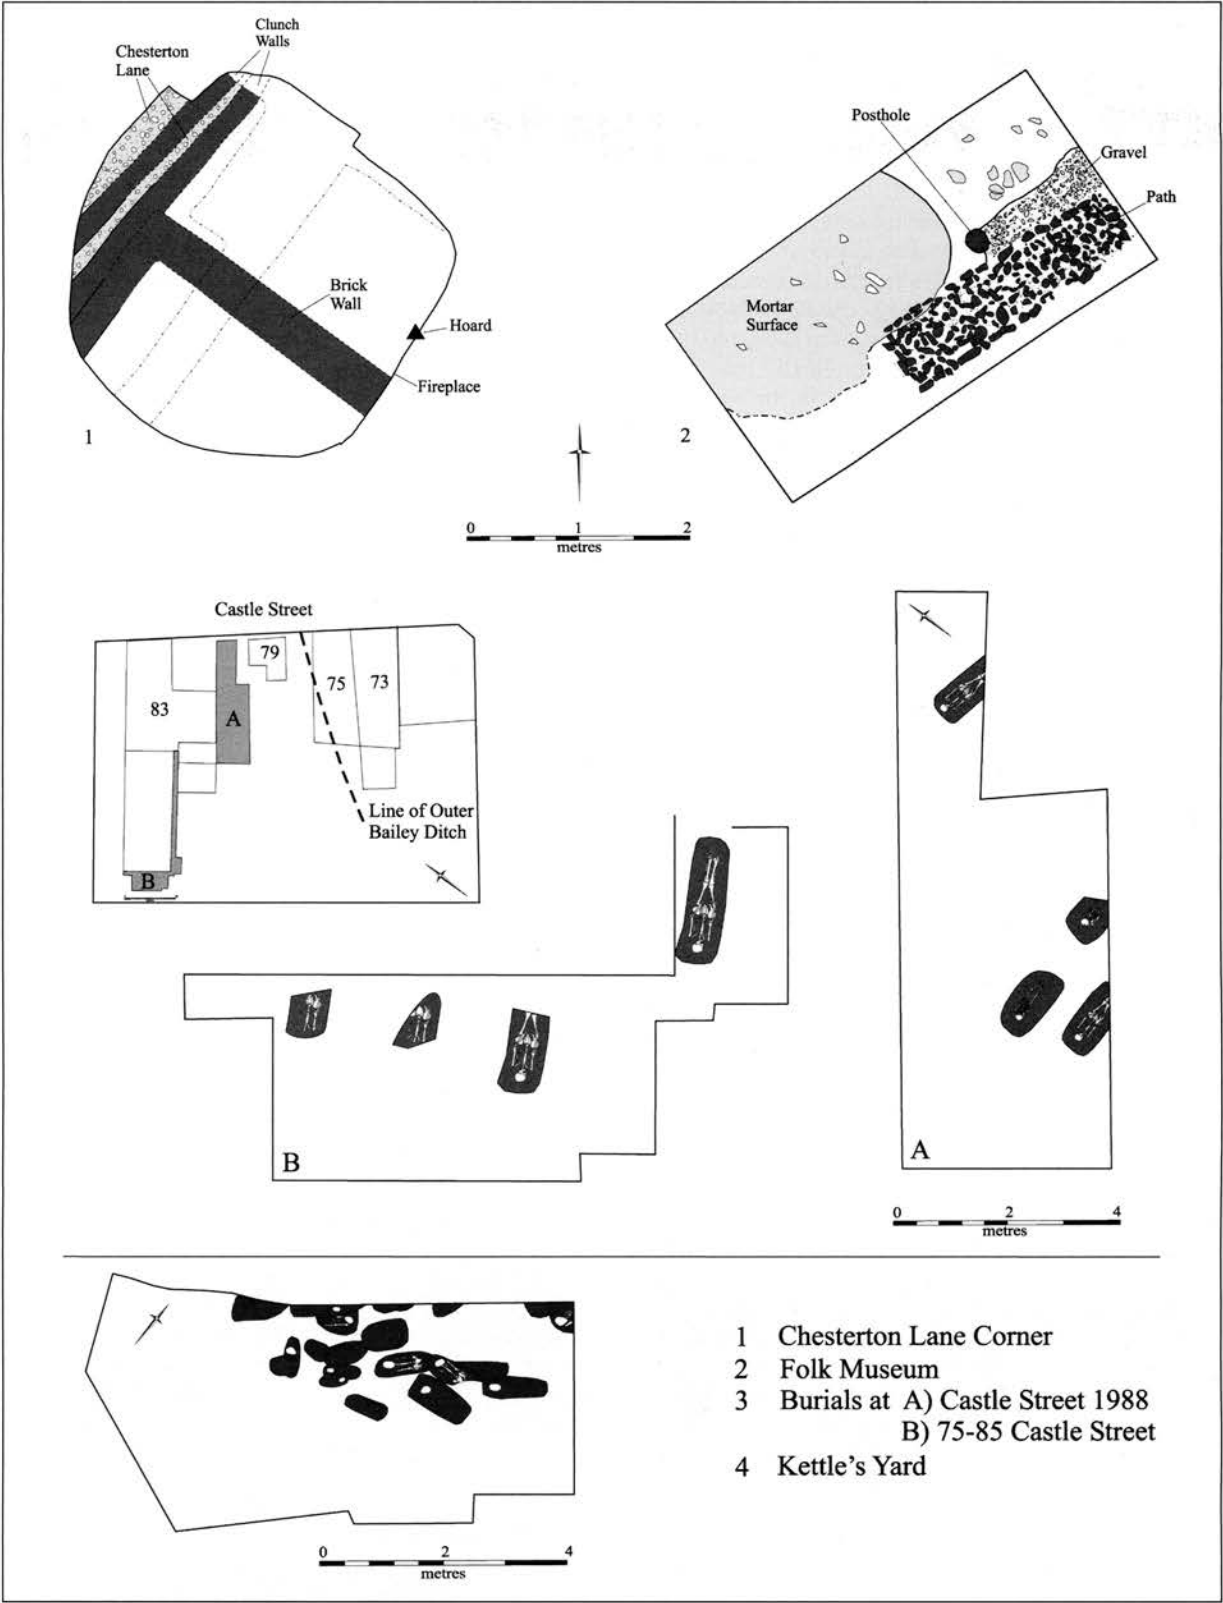 Clunch
Walls
Chesterton
Lane
Brick
Wall
Hoard
Fireplace
1
Posthole
Gravel
Path
Mortar
Surface
2
0 1 2
metres
Castle Street
79
75
73
83
A
Line of Outer
Bailey Ditch
B
B
A
0 2 4
metres
1 Chesterton Lane Corner
2 Folk Museum
3 Burials at A) Castle Street 1988
B) 75-85 Castle Street
4 Kettle's Yard
0 2 4
metres